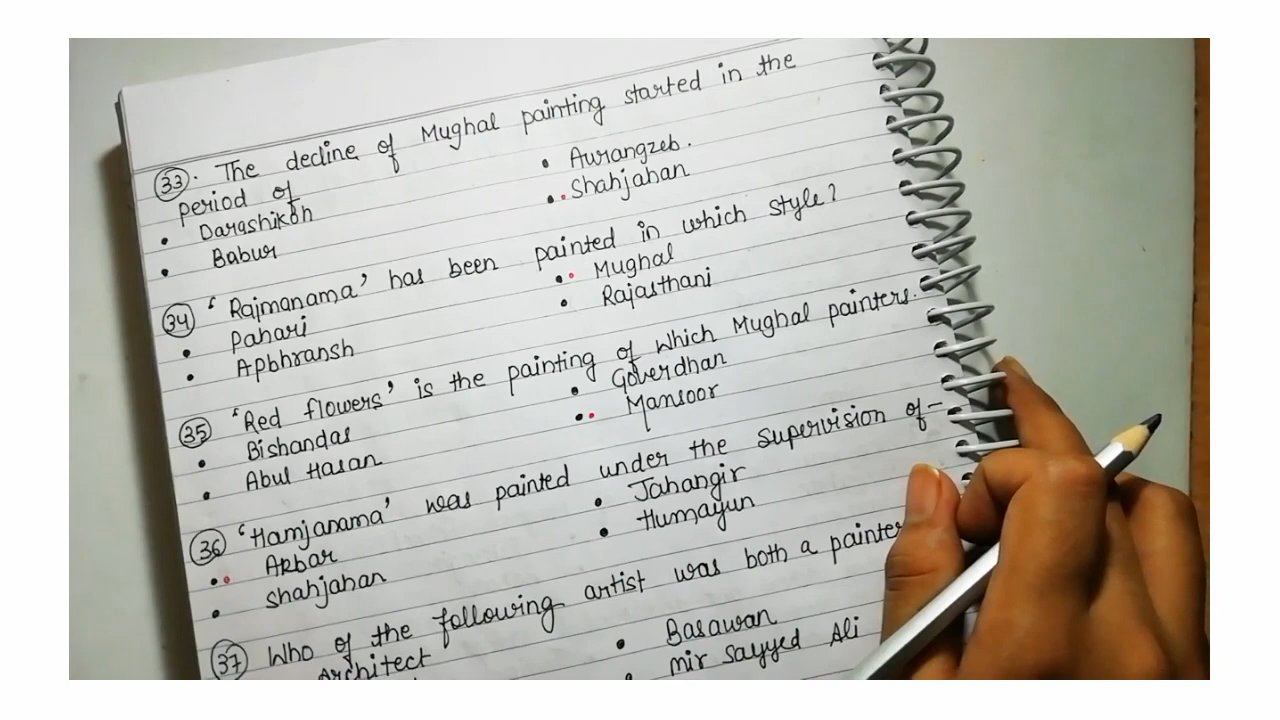 33. The decline of Mughal painting started in the
period of
• Darashikoh • Aurangzeb.
• Babur • Shahjahan
34 'Rajmanama' has been painted in which style?
• Pahari • Mughal
• Apbhransh • Rajasthani
35 'Red flowers' is the painting of which Mughal painters.
• Bishandas • Goverdhan
• Abul Hasan • Mansoor
36 'Hamjanama' was painted under the supervision of-
• Akbar • Jahangir
• Shahjahan • Humayun
37 Who of the following artist was both a painter
Architect
• Basawan
• Mir sayyed Ali